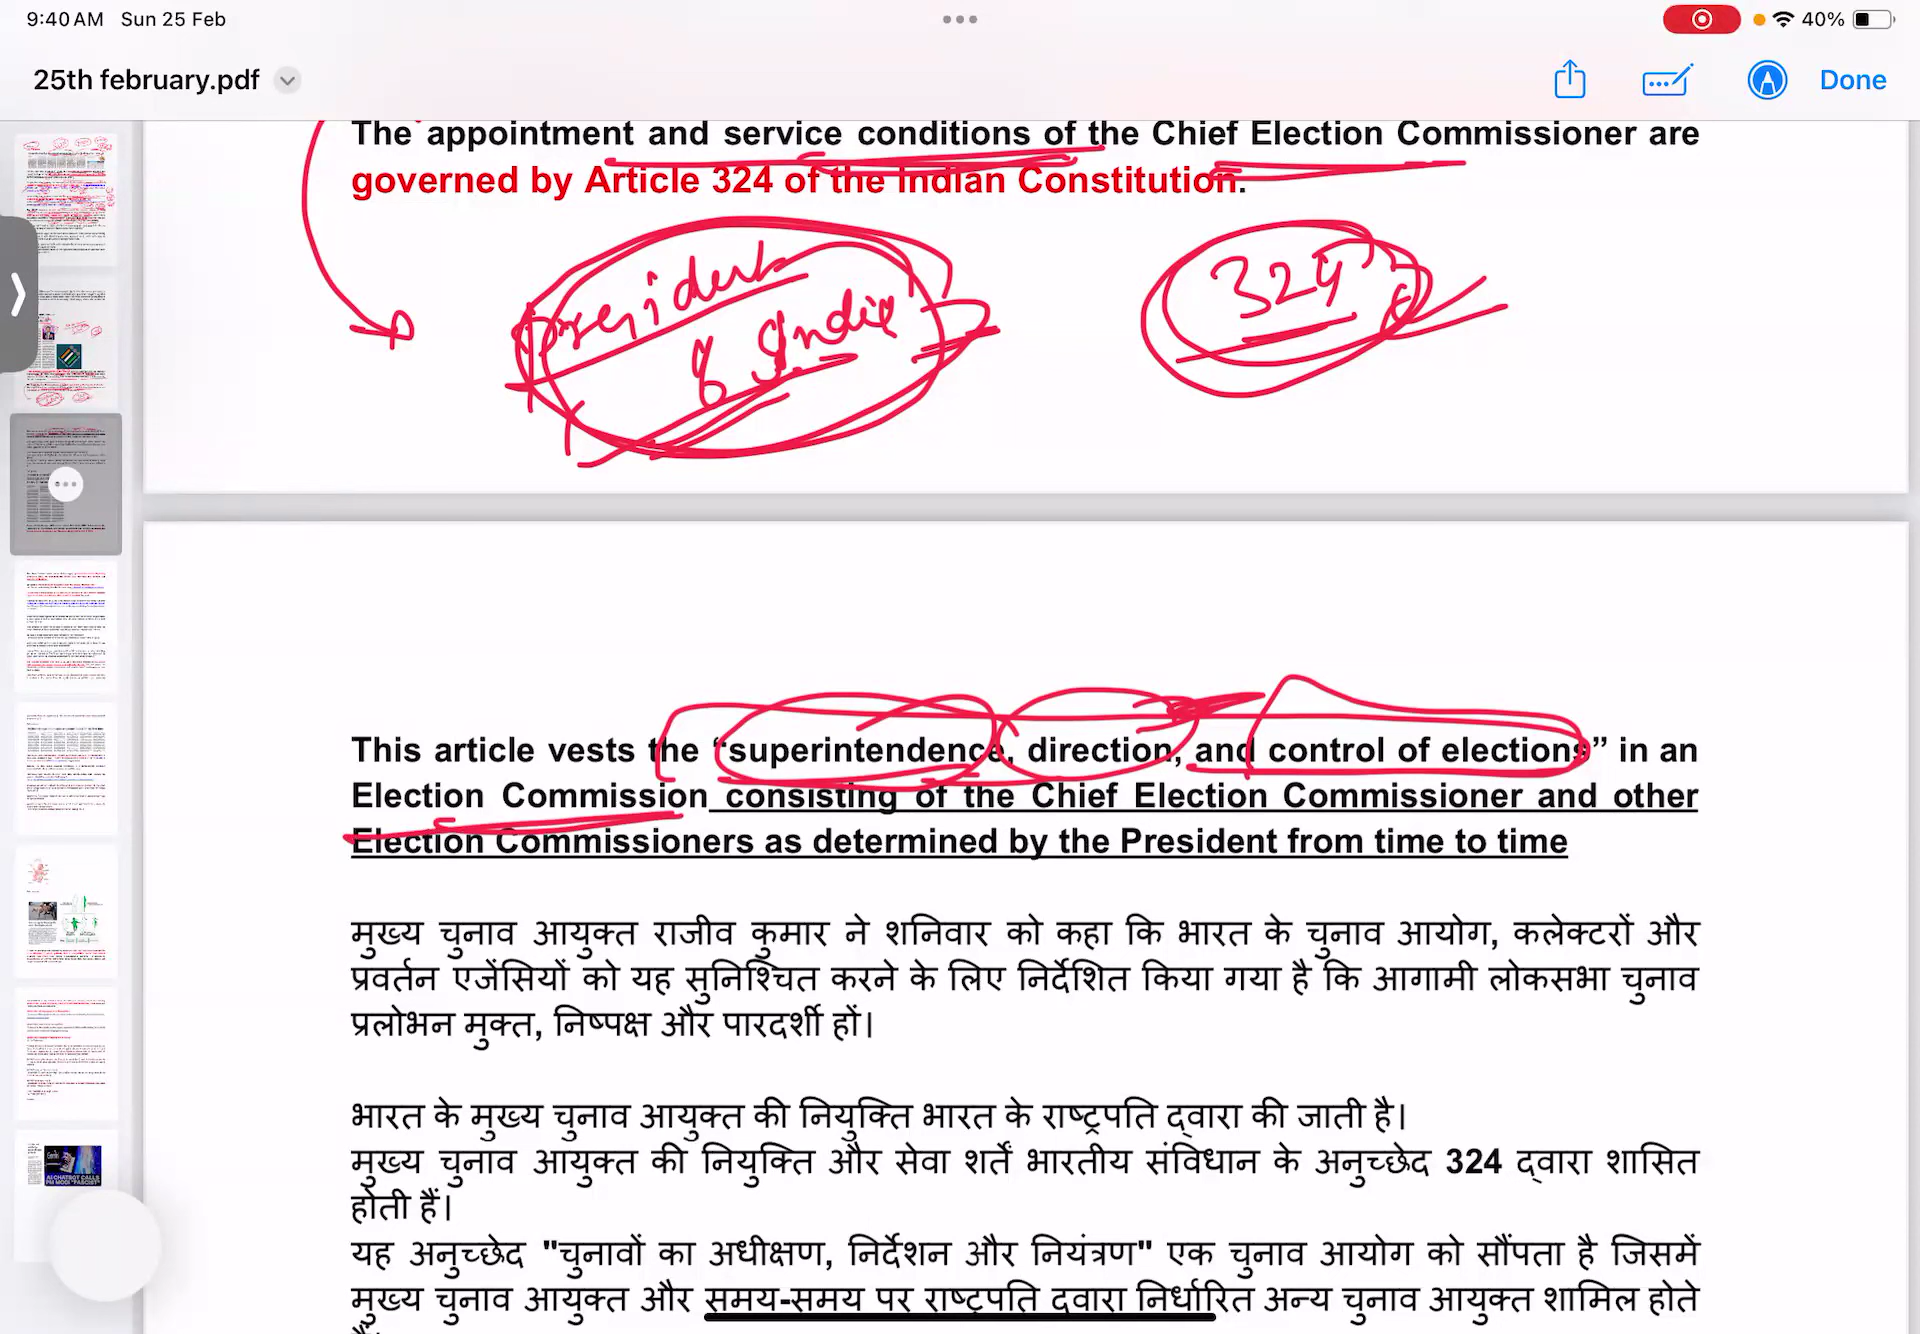 9:40 AM Sun 25 Feb
40%
25th february.pdf
Done
The appointment and service conditions of the Chief Election Commissioner are
governed by Article 324 of the Indian Constitution.
President
of India
324
This article vests the “superintendence, direction, and control of elections” in an
Election Commission consisting of the Chief Election Commissioner and other
Election Commissioners as determined by the President from time to time
मुख्य चुनाव आयुक्त राजीव कुमार ने शनिवार को कहा कि भारत के चुनाव आयोग, कलेक्टरों और
प्रवर्तन एजेंसियों को यह सुनिश्चित करने के लिए निर्देशित किया गया है कि आगामी लोकसभा चुनाव
प्रलोभन मुक्त, निष्पक्ष और पारदर्शी हों।
भारत के मुख्य चुनाव आयुक्त की नियुक्ति भारत के राष्ट्रपति द्वारा की जाती है।
मुख्य चुनाव आयुक्त की नियुक्ति और सेवा शर्तें भारतीय संविधान के अनुच्छेद 324 द्वारा शासित
होती हैं।
यह अनुच्छेद "चुनावों का अधीक्षण, निर्देशन और नियंत्रण" एक चुनाव आयोग को सौंपता है जिसमें
मुख्य चुनाव आयुक्त और समय-समय पर राष्ट्रपति द्वारा निर्धारित अन्य चुनाव आयुक्त शामिल होते
AI CHATBOT CALLS
PM MODI "FASCIST"